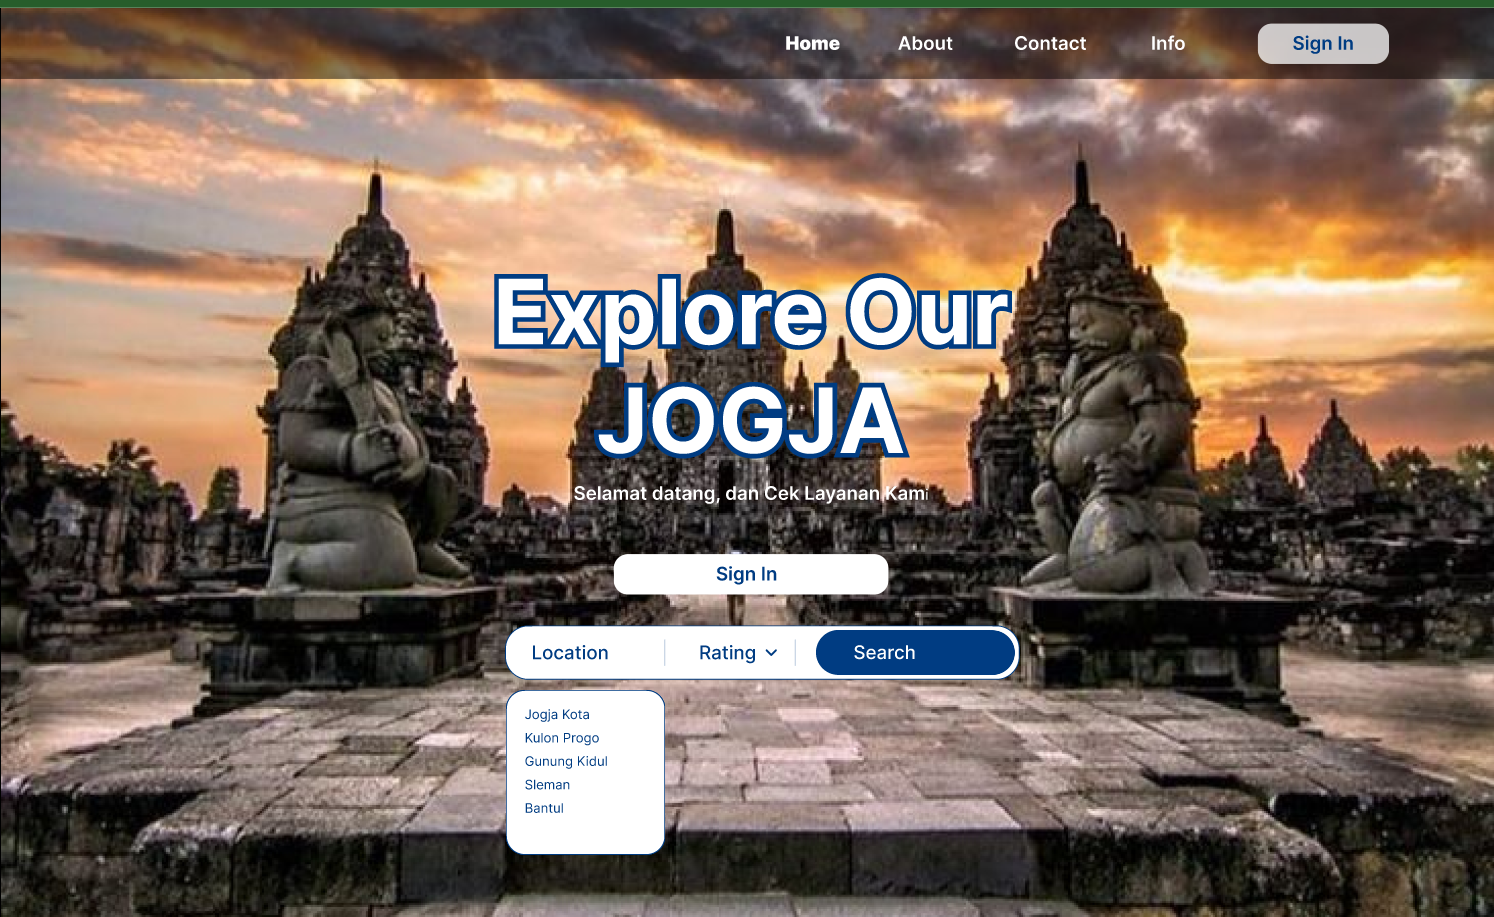 Home About Contact Info Sign In
Explore Our
JOGJA
Selamat datang, dan Cek Layanan Kami
Sign In
Location Rating Search
Jogja Kota
Kulon Progo
Gunung Kidul
Sleman
Bantul